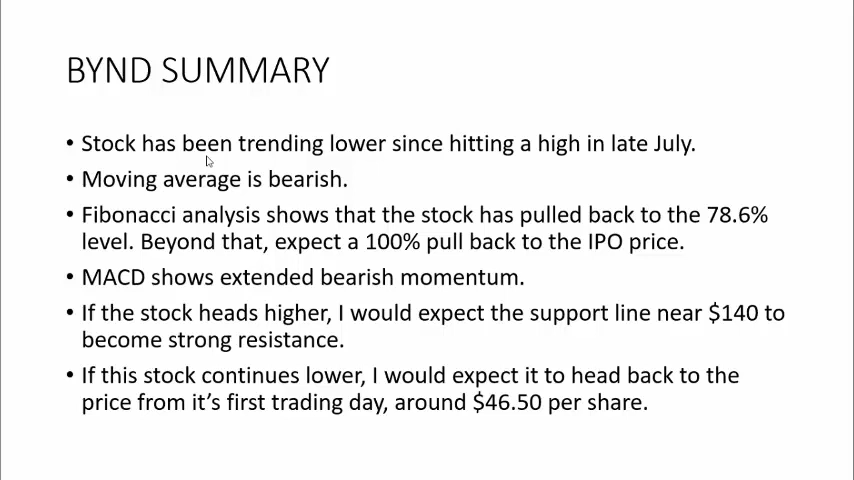 BYND SUMMARY
• Stock has been trending lower since hitting a high in late July.
• Moving average is bearish.
• Fibonacci analysis shows that the stock has pulled back to the 78.6%
level. Beyond that, expect a 100% pull back to the IPO price.
• MACD shows extended bearish momentum.
• If the stock heads higher, I would expect the support line near $140 to
become strong resistance.
• If this stock continues lower, I would expect it to head back to the
price from it’s first trading day, around $46.50 per share.